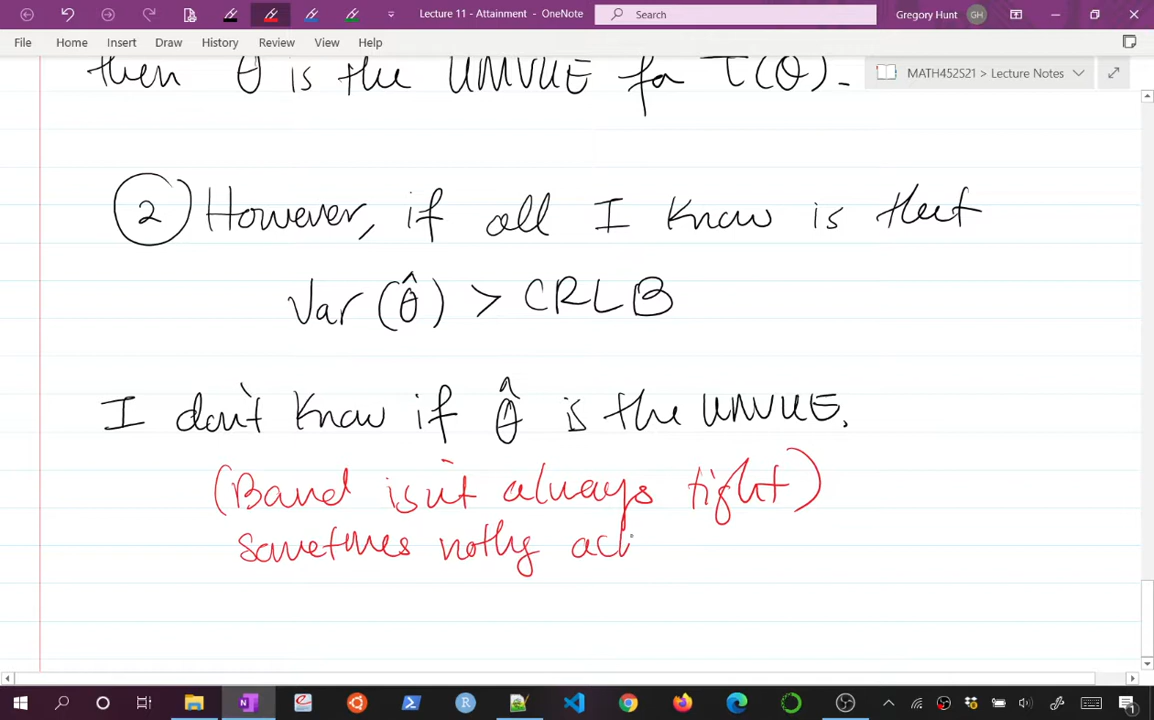 Lecture 11 - Attainment - OneNote
Search
Gregory Hunt
GH
File Home Insert Draw History Review View Help
MATH452S21 > Lecture Notes
then θ is the UMVUE for τ(θ).
2 However, if all I know is that
Var(θ̂) > CRLB
I don't know if θ̂ is the UMVUE.
(Bound isn't always tight)
sometimes nothg